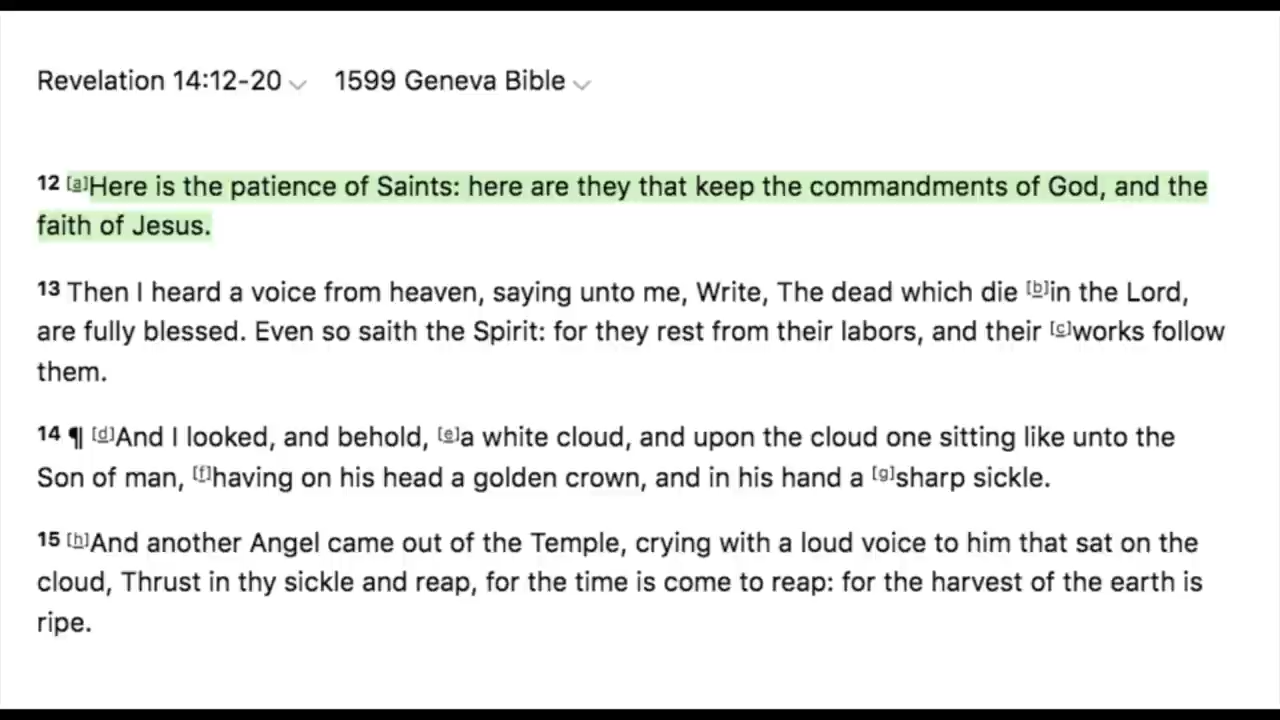 Revelation 14:12-20 1599 Geneva Bible
12 [a]Here is the patience of Saints: here are they that keep the commandments of God, and the
faith of Jesus.
13 Then I heard a voice from heaven, saying unto me, Write, The dead which die [b]in the Lord,
are fully blessed. Even so saith the Spirit: for they rest from their labors, and their [c]works follow
them.
14 ¶ [d]And I looked, and behold, [e]a white cloud, and upon the cloud one sitting like unto the
Son of man, [f]having on his head a golden crown, and in his hand a [g]sharp sickle.
15 [h]And another Angel came out of the Temple, crying with a loud voice to him that sat on the
cloud, Thrust in thy sickle and reap, for the time is come to reap: for the harvest of the earth is
ripe.